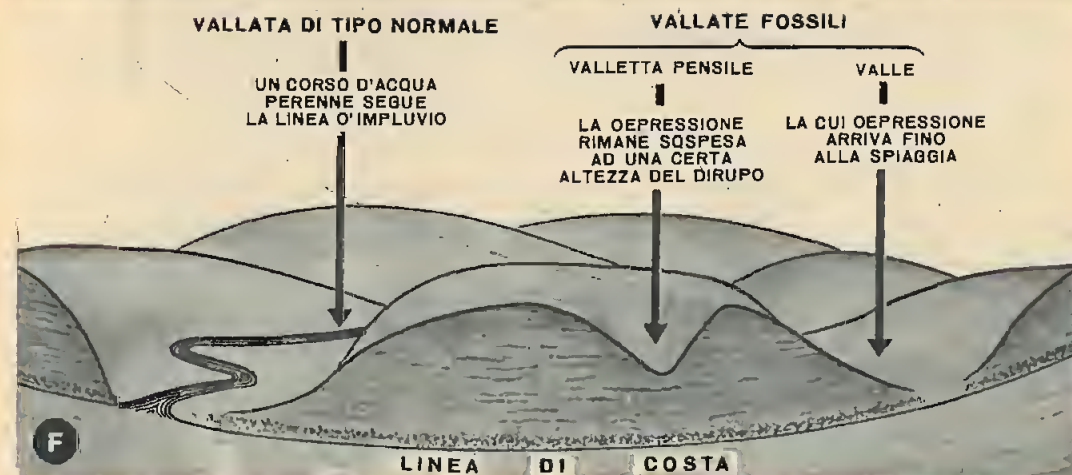 VALLATA DI TIPO NORMALE
UN CORSO D'ACQUA
PERENNE SEGUE
LA LINEA O'IMPLUVIO
VALLATE FOSSILI
VALLETTA PENSILE
LA OEPRESSIONE
RIMANE SOSPESA
AD UNA CERTA
ALTEZZA DEL DIRUPO
VALLE
LA CUI OEPRESSIONE
ARRIVA FINO
ALLA SPIAGGIA
F
LINEA DI COSTA